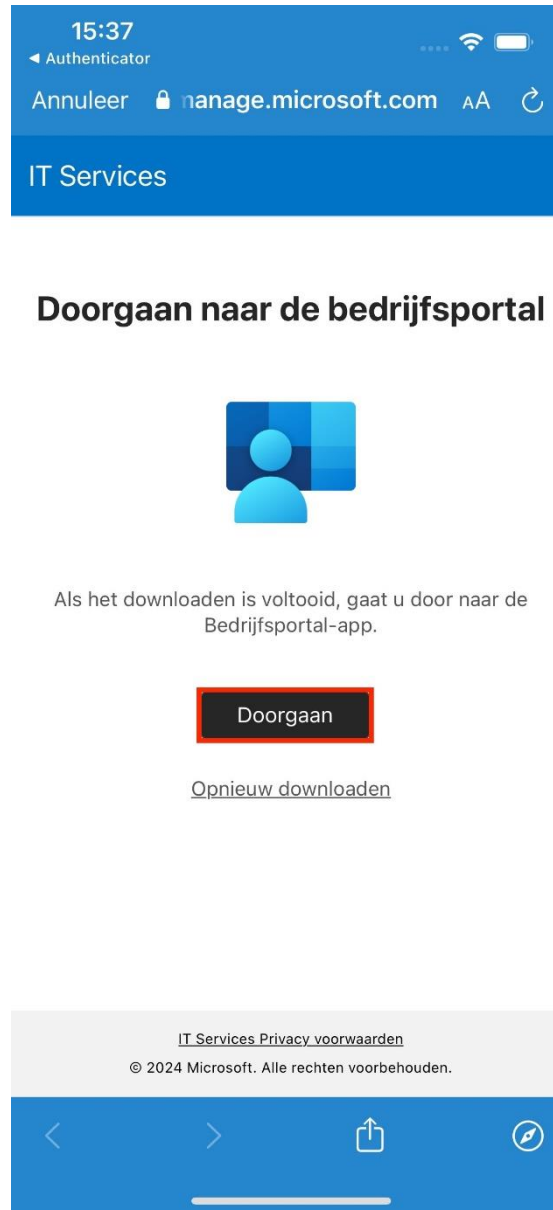 15:37
◀ Authenticator
Annuleer nanage.microsoft.com AA
IT Services
Doorgaan naar de bedrijfsportal
Als het downloaden is voltooid, gaat u door naar de
Bedrijfsportal-app.
Doorgaan
Opnieuw downloaden
IT Services Privacy voorwaarden
© 2024 Microsoft. Alle rechten voorbehouden.